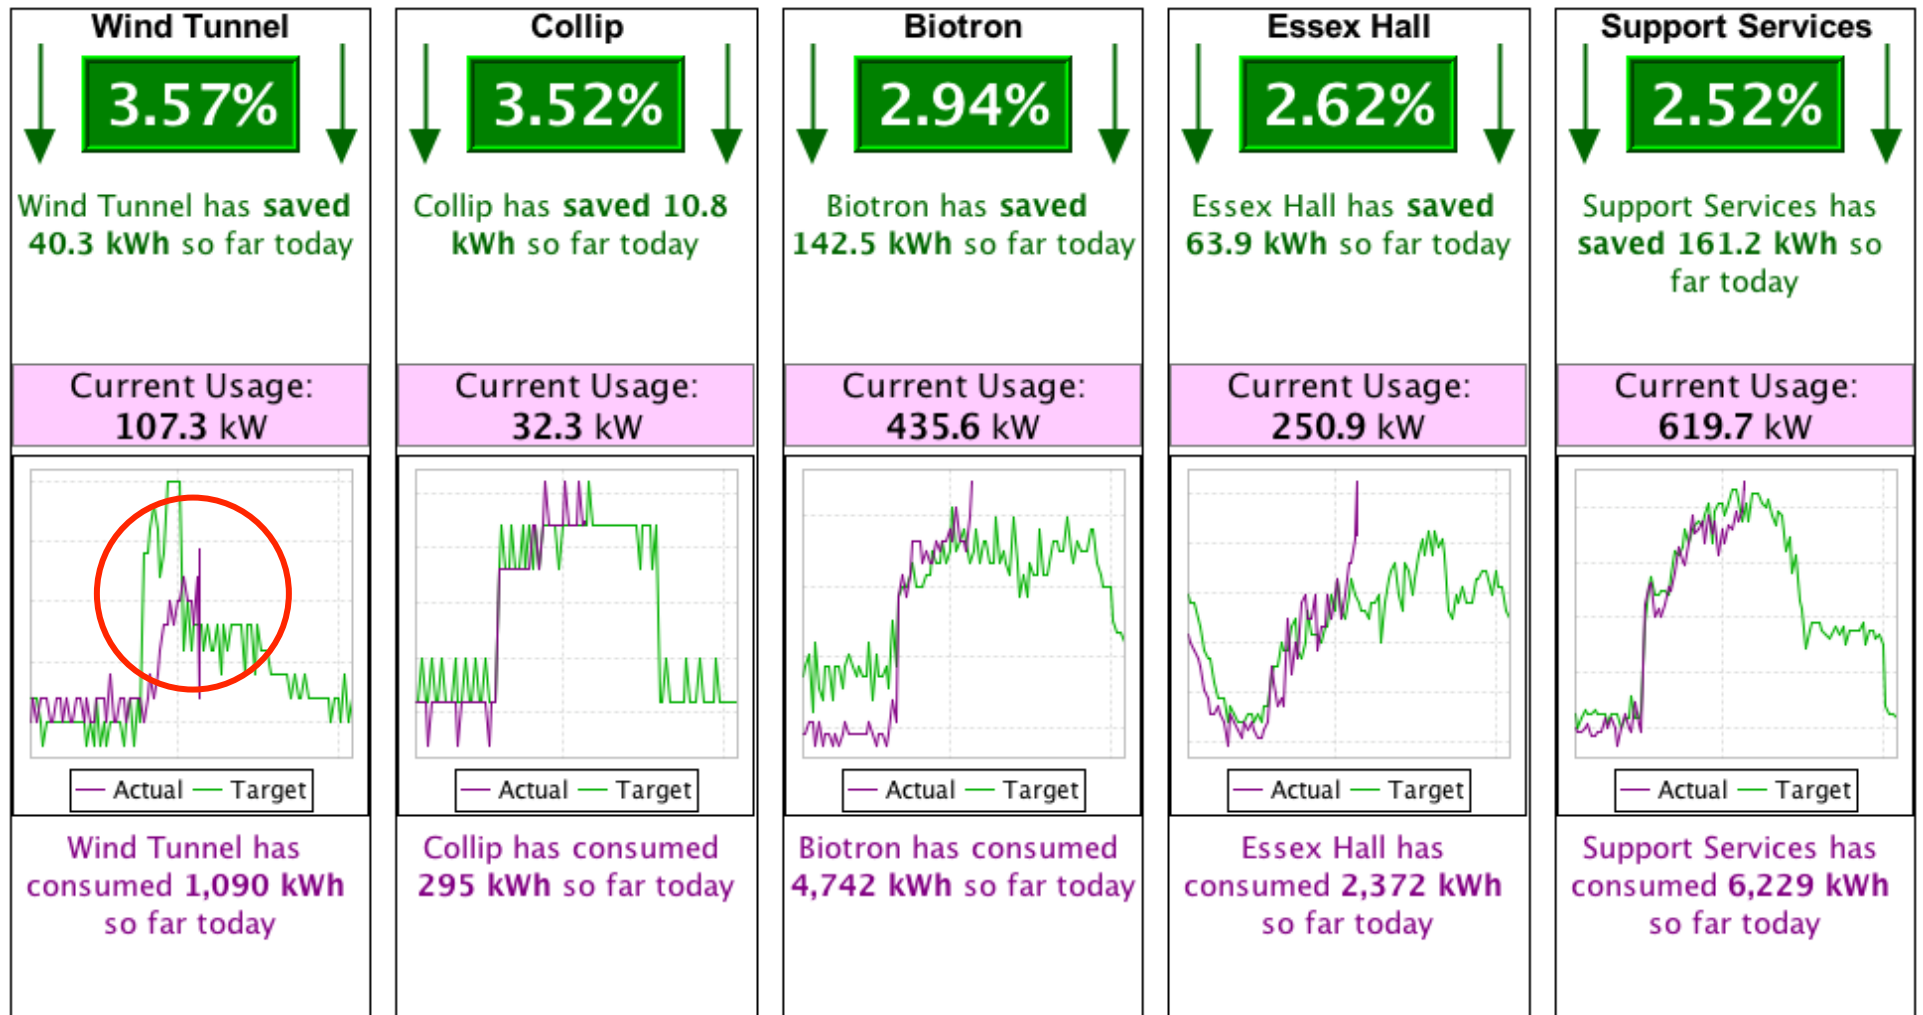 Wind Tunnel
3.57%
Wind Tunnel has saved
40.3 kWh so far today
Current Usage:
107.3 kW
Actual Target
Wind Tunnel has
consumed 1,090 kWh
so far today
Collip
3.52%
Collip has saved 10.8
kWh so far today
Current Usage:
32.3 kW
Actual Target
Collip has consumed
295 kWh so far today
Biotron
2.94%
Biotron has saved
142.5 kWh so far today
Current Usage:
435.6 kW
Actual Target
Biotron has consumed
4,742 kWh so far today
Essex Hall
2.62%
Essex Hall has saved
63.9 kWh so far today
Current Usage:
250.9 kW
Actual Target
Essex Hall has
consumed 2,372 kWh
so far today
Support Services
2.52%
Support Services has
saved 161.2 kWh so
far today
Current Usage:
619.7 kW
Actual Target
Support Services has
consumed 6,229 kWh
so far today